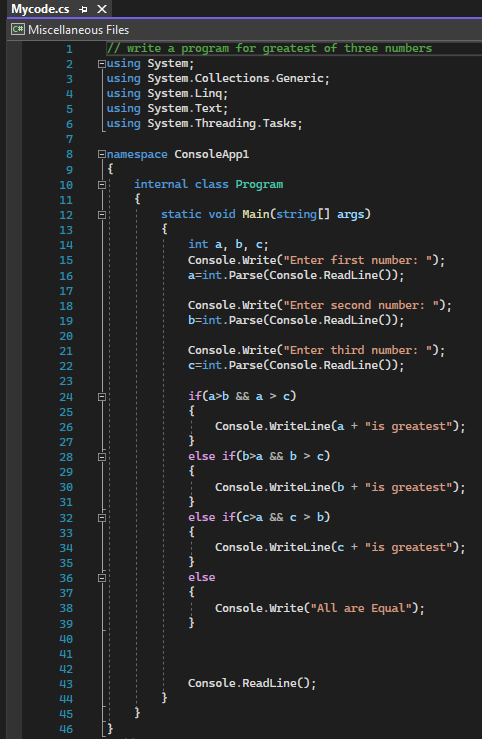 Mycode.cs
C# Miscellaneous Files
1 // write a program for greatest of three numbers
2 using System;
3 using System.Collections.Generic;
4 using System.Linq;
5 using System.Text;
6 using System.Threading.Tasks;
7
8 namespace ConsoleApp1
9 {
10 internal class Program
11 {
12 static void Main(string[] args)
13 {
14 int a, b, c;
15 Console.Write("Enter first number: ");
16 a=int.Parse(Console.ReadLine());
17
18 Console.Write("Enter second number: ");
19 b=int.Parse(Console.ReadLine());
20
21 Console.Write("Enter third number: ");
22 c=int.Parse(Console.ReadLine());
23
24 if(a>b && a > c)
25 {
26 Console.WriteLine(a + "is greatest");
27 }
28 else if(b>a && b > c)
29 {
30 Console.WriteLine(b + "is greatest");
31 }
32 else if(c>a && c > b)
33 {
34 Console.WriteLine(c + "is greatest");
35 }
36 else
37 {
38 Console.Write("All are Equal");
39 }
40
41
42
43 Console.ReadLine();
44 }
45 }
46 }